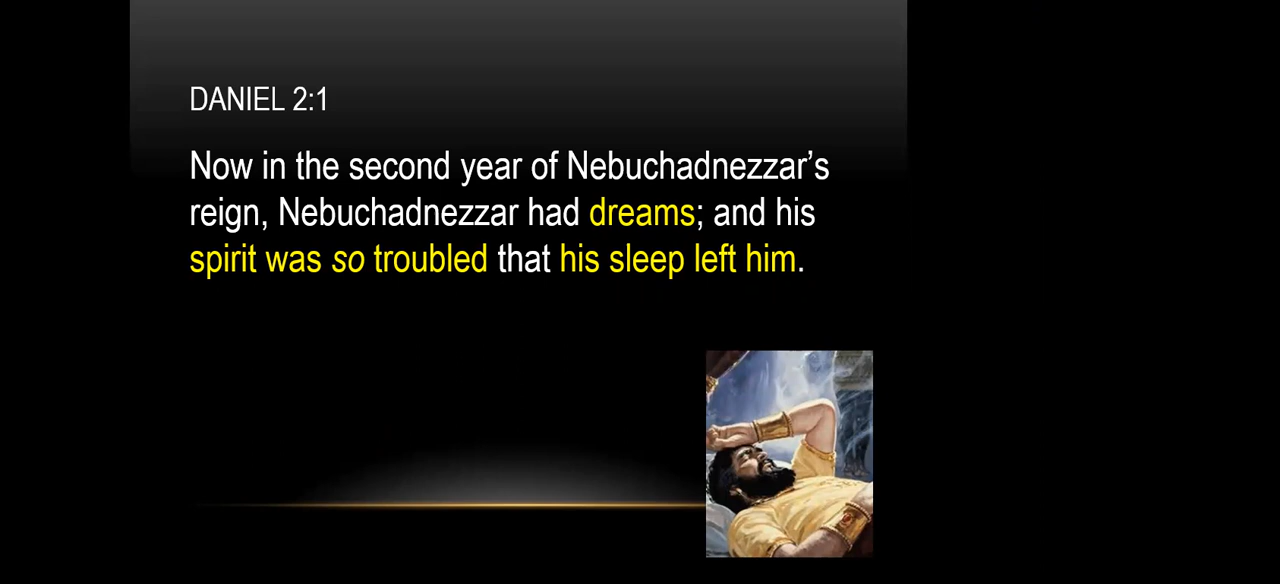 DANIEL 2:1
Now in the second year of Nebuchadnezzar’s
reign, Nebuchadnezzar had dreams; and his
spirit was so troubled that his sleep left him.